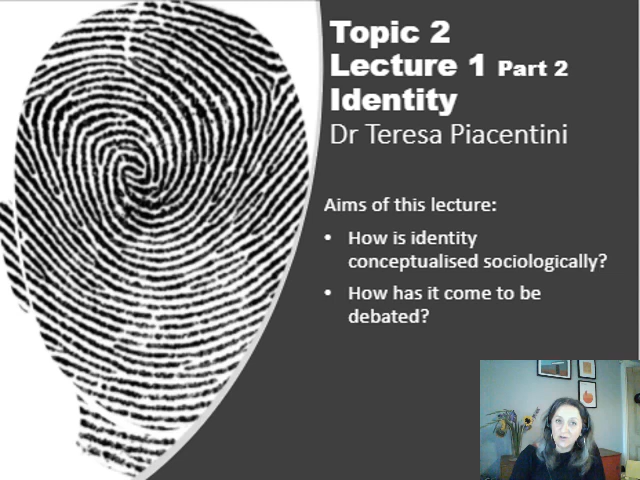 Topic 2
Lecture 1 Part 2
Identity
Dr Teresa Piacentini
Aims of this lecture:
• How is identity
conceptualised sociologically?
• How has it come to be
debated?